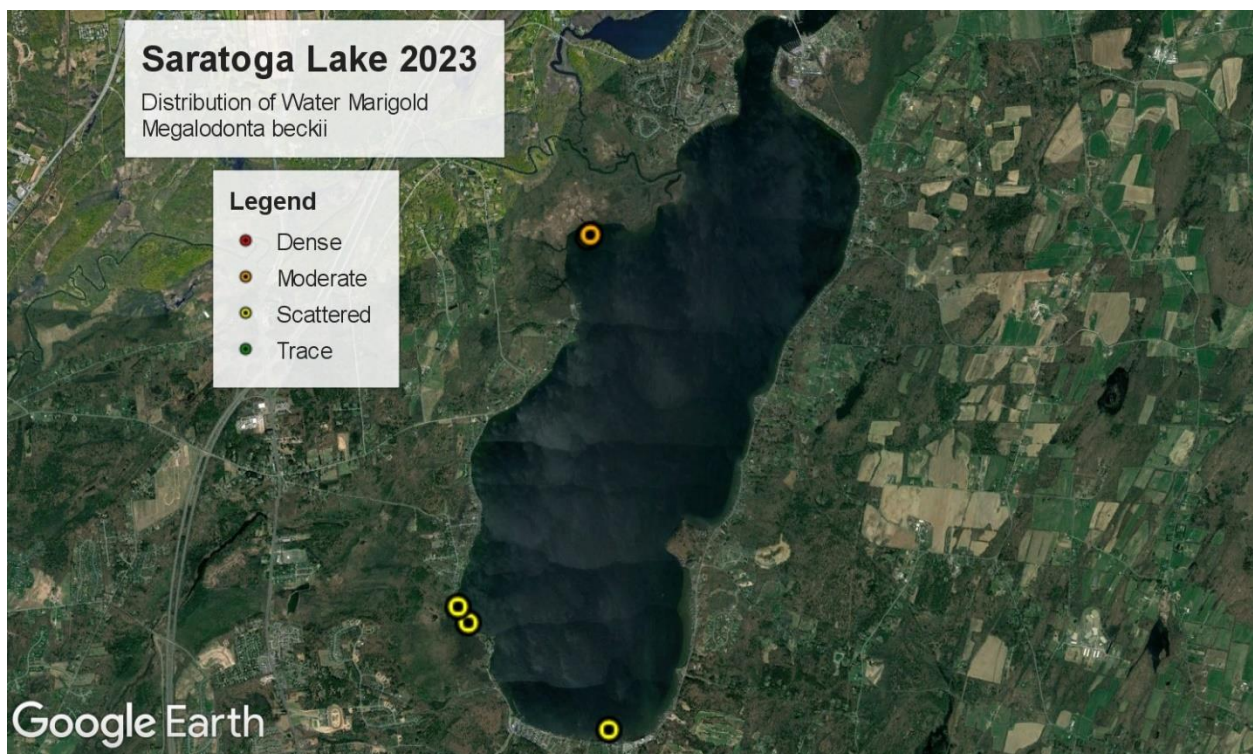 Saratoga Lake 2023
Distribution of Water Marigold
Megalodonta beckii
Legend
Dense
Moderate
Scattered
Trace
Google Earth